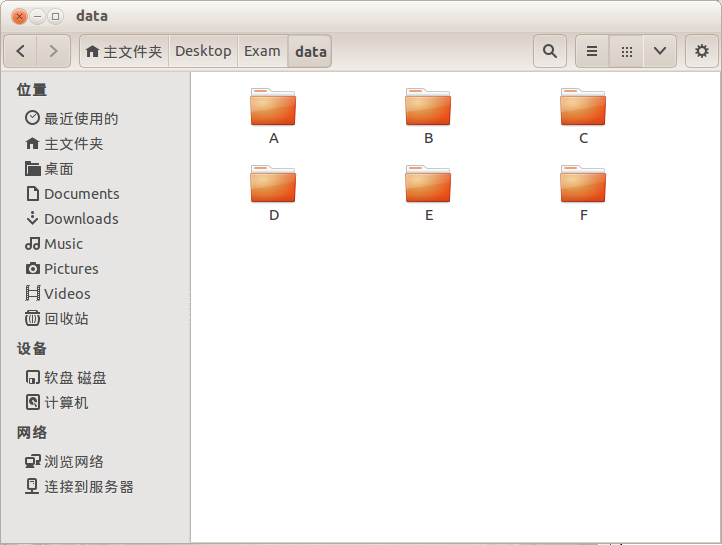 data
主文件夹 Desktop Exam data
位置
最近使用的
主文件夹
桌面
Documents
Downloads
Music
Pictures
Videos
回收站
设备
软盘 磁盘
计算机
网络
浏览网络
连接到服务器
A B C
D E F